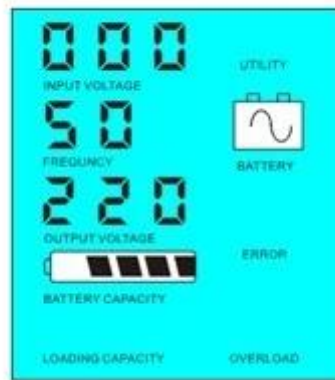 000
INPUT VOLTAGE
UTILITY
50
FREQUNCY
BATTERY
220
OUTPUT VOLTAGE
ERROR
BATTERY CAPACITY
LOADING CAPACITY
OVERLOAD